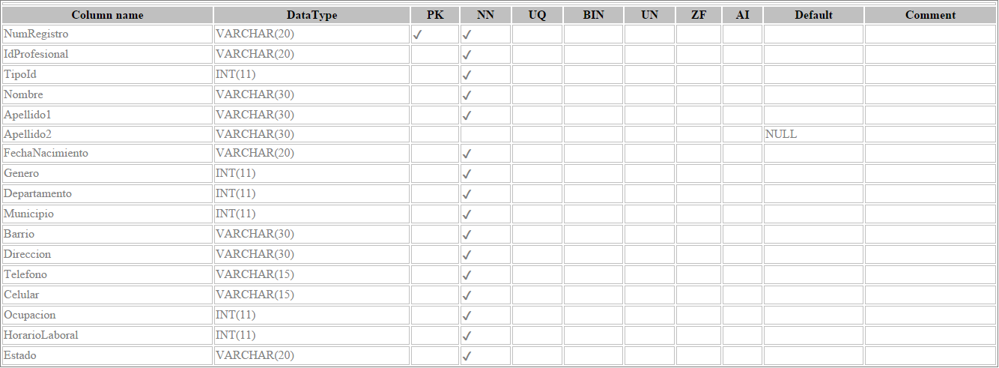 Column name DataType PK NN UQ BIN UN ZF AI Default Comment
NumRegistro VARCHAR(20) ✓ ✓
IdProfesional VARCHAR(20) ✓
TipoId INT(11) ✓
Nombre VARCHAR(30) ✓
Apellido1 VARCHAR(30) ✓
Apellido2 VARCHAR(30) NULL
FechaNacimiento VARCHAR(20) ✓
Genero INT(11) ✓
Departamento INT(11) ✓
Municipio INT(11) ✓
Barrio VARCHAR(30) ✓
Direccion VARCHAR(30) ✓
Telefono VARCHAR(15) ✓
Celular VARCHAR(15) ✓
Ocupacion INT(11) ✓
HorarioLaboral INT(11) ✓
Estado VARCHAR(20) ✓